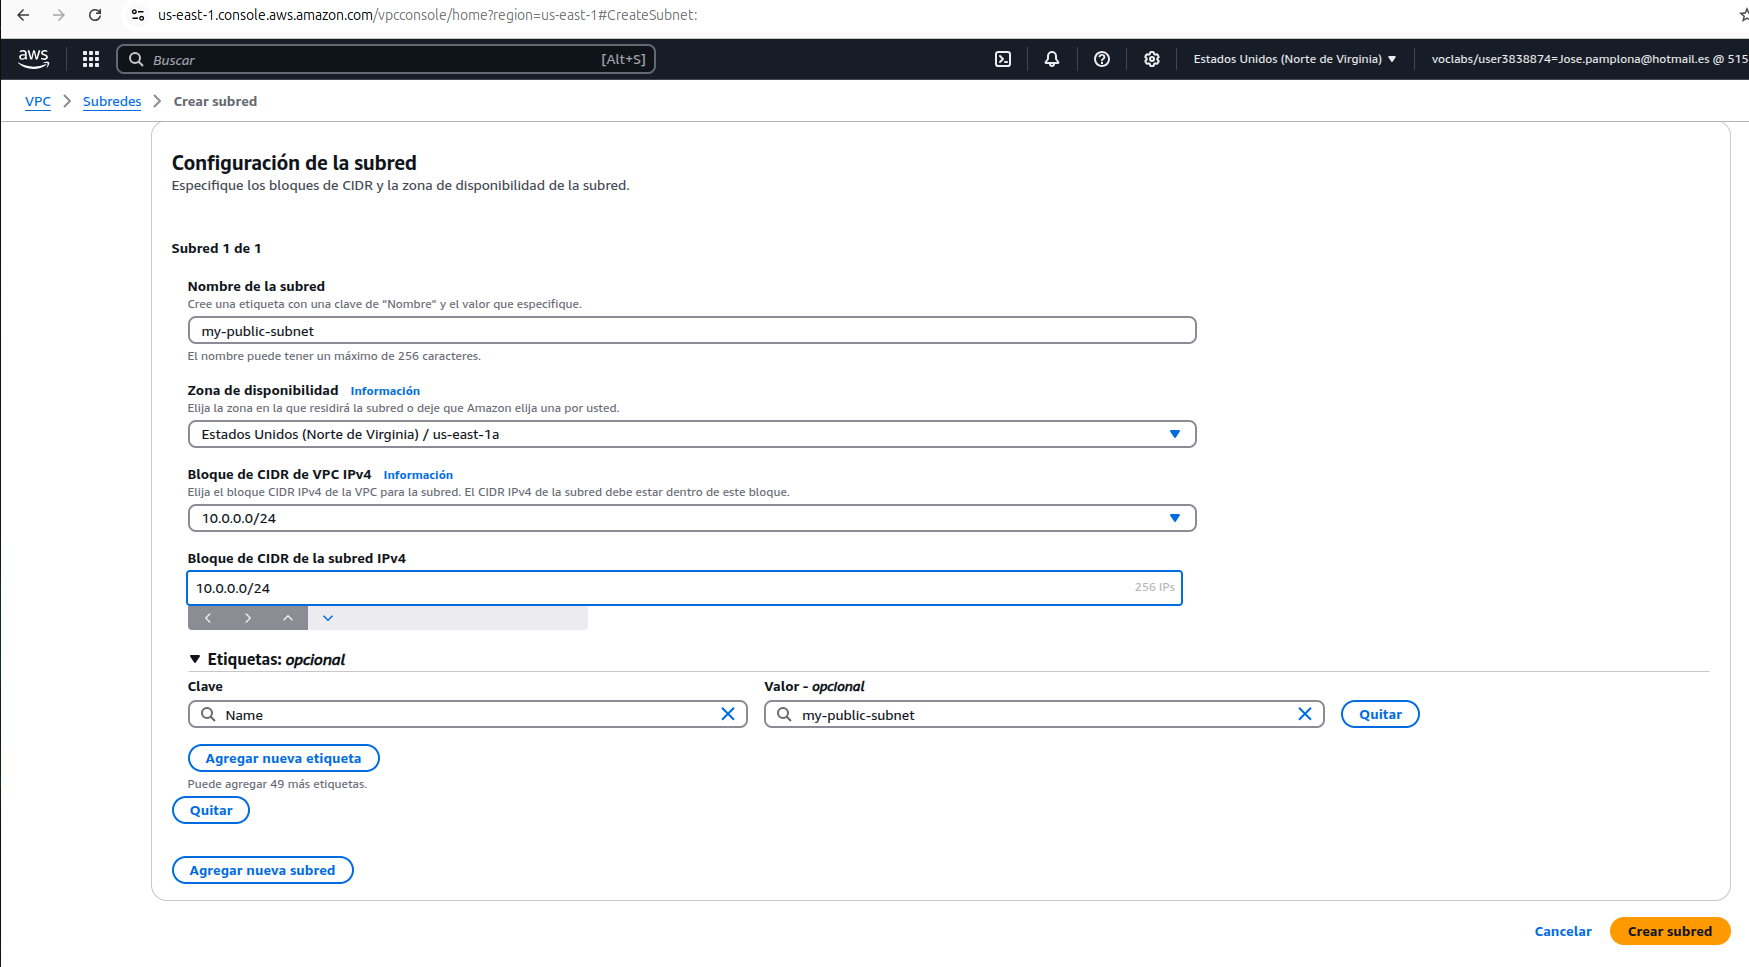 us-east-1.console.aws.amazon.com/vpcconsole/home?region=us-east-1#CreateSubnet:
aws
Buscar [Alt+S]
Estados Unidos (Norte de Virginia)
voclabs/user3838874=Jose.pamplona@hotmail.es @ 515
VPC > Subredes > Crear subred
Configuración de la subred
Especifique los bloques de CIDR y la zona de disponibilidad de la subred.
Subred 1 de 1
Nombre de la subred
Cree una etiqueta con una clave de “Nombre” y el valor que especifique.
my-public-subnet
El nombre puede tener un máximo de 256 caracteres.
Zona de disponibilidad Información
Elija la zona en la que residirá la subred o deje que Amazon elija una por usted.
Estados Unidos (Norte de Virginia) / us-east-1a
Bloque de CIDR de VPC IPv4 Información
Elija el bloque CIDR IPv4 de la VPC para la subred. El CIDR IPv4 de la subred debe estar dentro de este bloque.
10.0.0.0/24
Bloque de CIDR de la subred IPv4
10.0.0.0/24 256 IPs
Etiquetas: opcional
Clave Valor - opcional
Name my-public-subnet Quitar
Agregar nueva etiqueta
Puede agregar 49 más etiquetas.
Quitar
Agregar nueva subred
Cancelar Crear subred